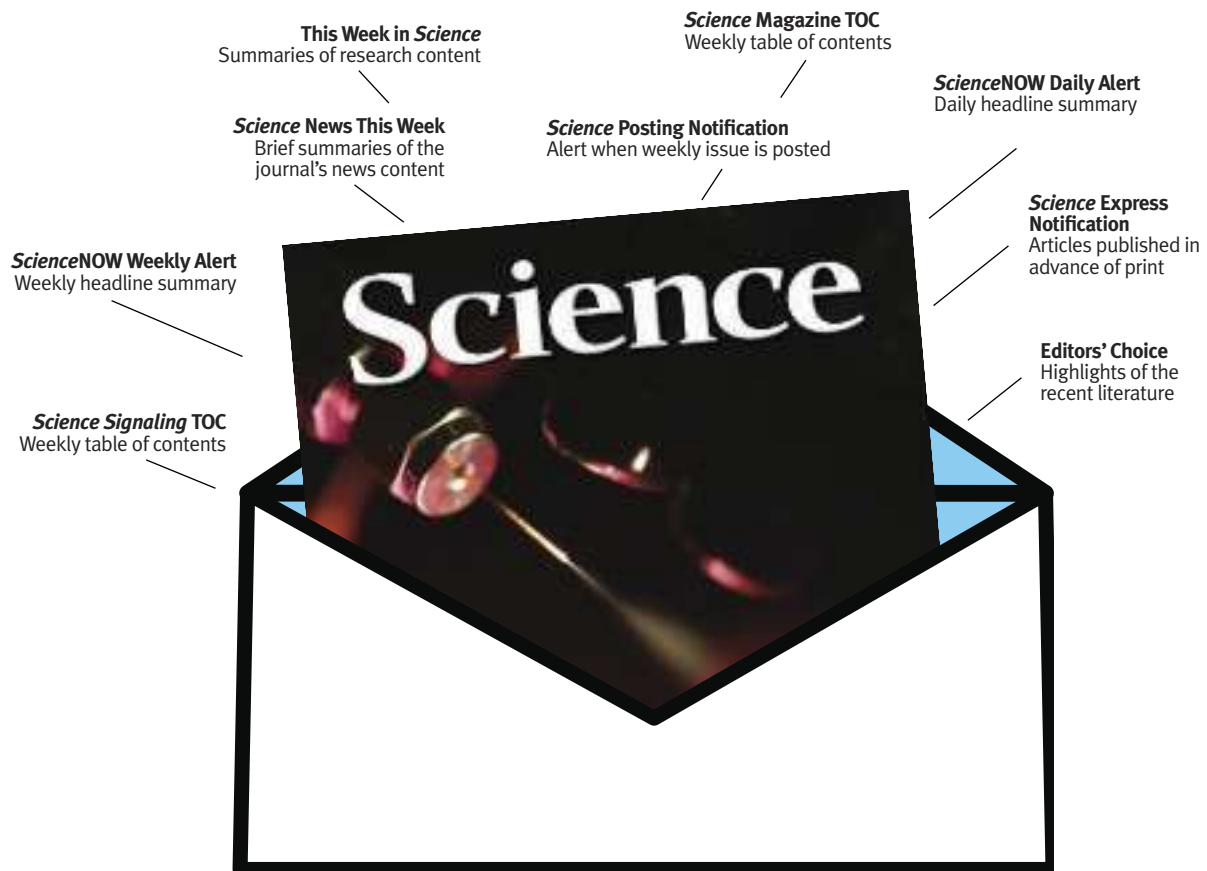 This Week in Science
Summaries of research content
Science Magazine TOC
Weekly table of contents
ScienceNOW Daily Alert
Daily headline summary
Science News This Week
Brief summaries of the
journal’s news content
Science Posting Notification
Alert when weekly issue is posted
Science Express
Notification
Articles published in
advance of print
ScienceNOW Weekly Alert
Weekly headline summary
Editors’ Choice
Highlights of the
recent literature
Science Signaling TOC
Weekly table of contents
Science